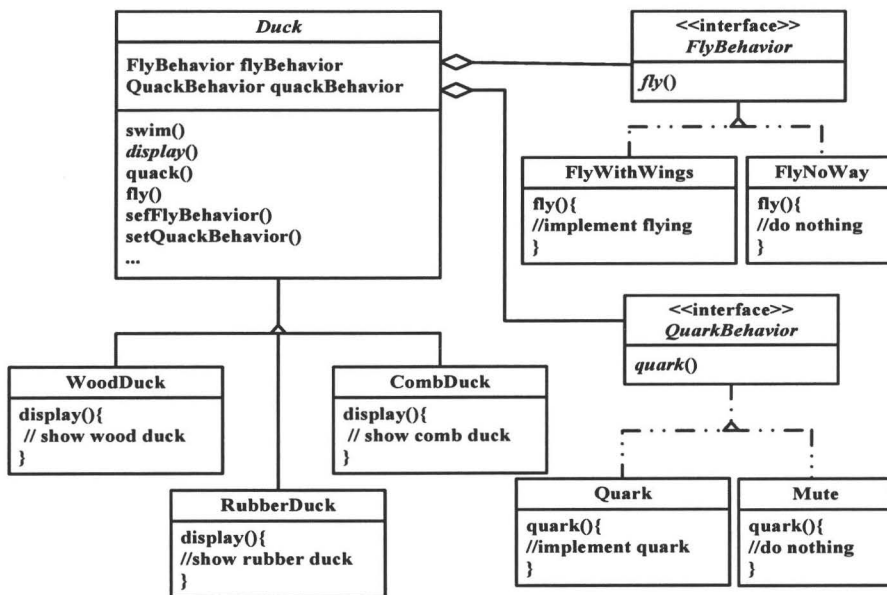 Duck
FlyBehavior flyBehavior
QuackBehavior quackBehavior
swim()
display()
quack()
fly()
sefFlyBehavior()
setQuackBehavior()
...
<<interface>>
FlyBehavior
fly()
FlyWithWings
fly(){
//implement flying
}
FlyNoWay
fly(){
//do nothing
}
<<interface>>
QuarkBehavior
quark()
WoodDuck
display(){
// show wood duck
}
CombDuck
display(){
// show comb duck
}
RubberDuck
display(){
//show rubber duck
}
Quark
quark(){
//implement quark
}
Mute
quark(){
//do nothing
}